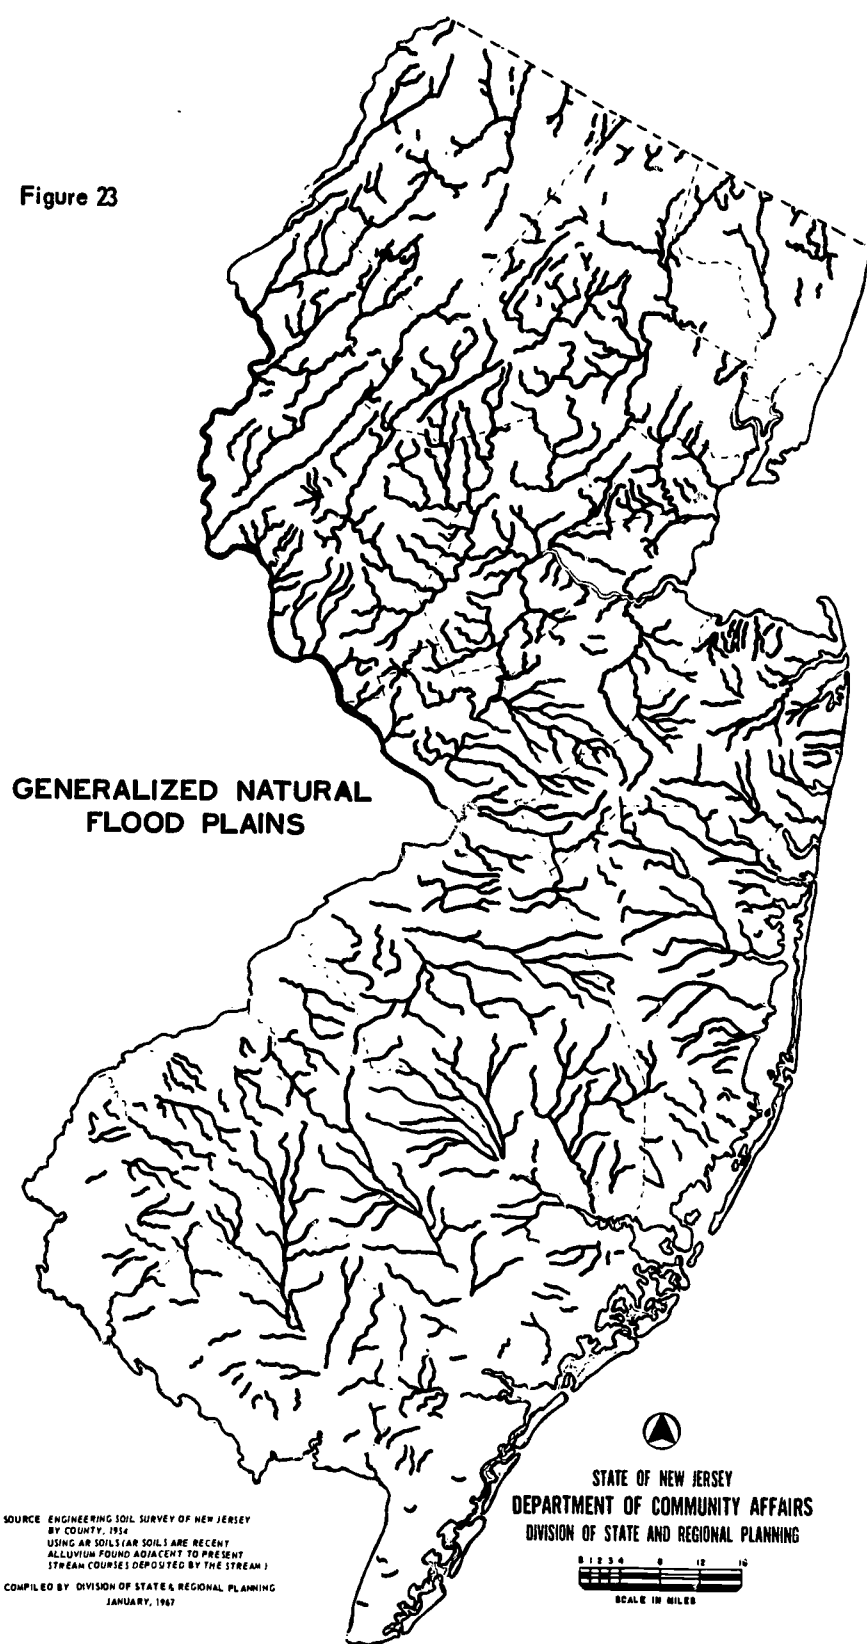 Figure 23
GENERALIZED NATURAL
FLOOD PLAINS
STATE OF NEW JERSEY
DEPARTMENT OF COMMUNITY AFFAIRS
DIVISION OF STATE AND REGIONAL PLANNING
0 1 2 3 4 8 12 16
SCALE IN MILES
SOURCE ENGINEERING SOIL SURVEY OF NEW JERSEY
BY COUNTY, 1954
USING AR SOILS (AR SOILS ARE RECENT
ALLUVIUM FOUND ADJACENT TO PRESENT
STREAM COURSES DEPOSITED BY THE STREAM)
COMPILED BY DIVISION OF STATE & REGIONAL PLANNING
JANUARY, 1967